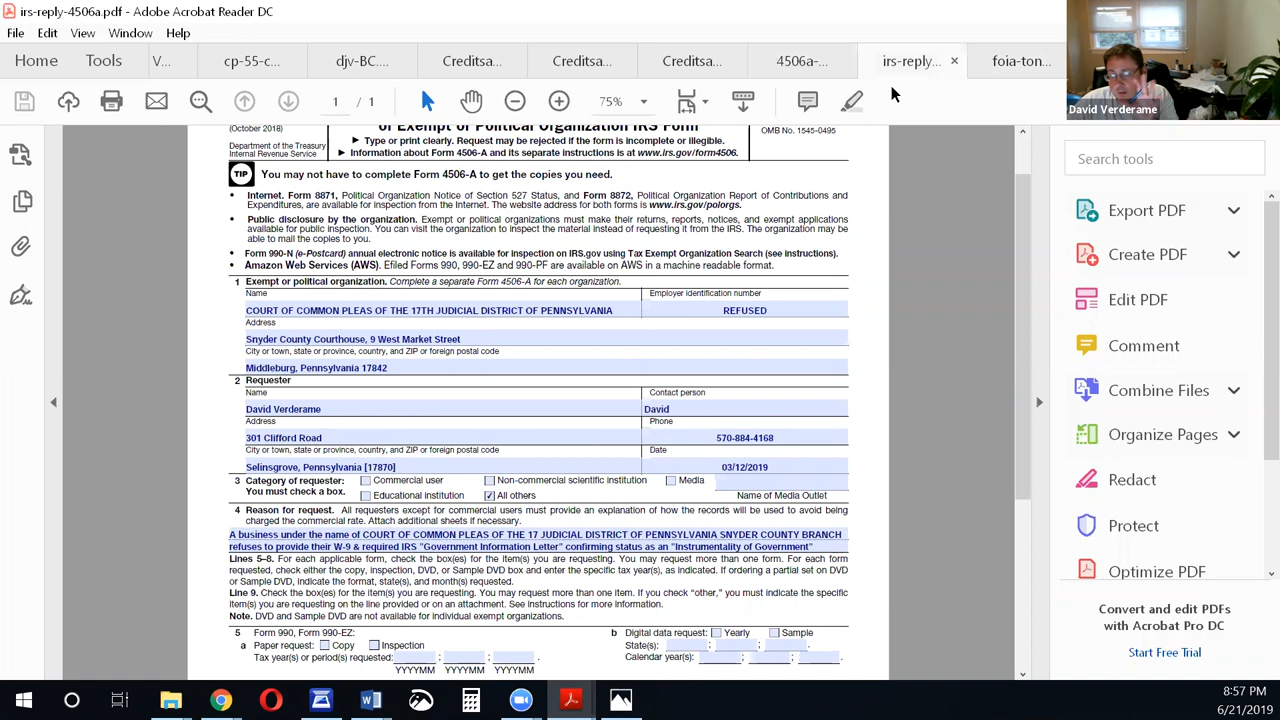 irs-reply-4506a.pdf - Adobe Acrobat Reader DC
File Edit View Window Help
Home Tools V... cp-55-c... djv-BC.... Creditsa... Creditsa... Creditsa... 4506a-... irs-reply... × foia-ton...
1 / 1 75%
David Verderame
(October 2018)
Department of the Treasury
Internal Revenue Service
of Exempt or Political Organization IRS Form
► Type or print clearly. Request may be rejected if the form is incomplete or illegible.
► Information about Form 4506-A and its separate instructions is at www.irs.gov/form4506.
OMB No. 1545-0495
TIP You may not have to complete Form 4506-A to get the copies you need.
• Internet. Form 8871, Political Organization Notice of Section 527 Status, and Form 8872, Political Organization Report of Contributions and
Expenditures, are available for inspection from the Internet. The website address for both forms is www.irs.gov/polorgs.
• Public disclosure by the organization. Exempt or political organizations must make their returns, reports, notices, and exempt applications
available for public inspection. You can visit the organization to inspect the material instead of requesting it from the IRS. The organization may be
able to mail the copies to you.
• Form 990-N (e-Postcard) annual electronic notice is available for inspection on IRS.gov using Tax Exempt Organization Search (see instructions).
• Amazon Web Services (AWS). Efiled Forms 990, 990-EZ and 990-PF are available on AWS in a machine readable format.
1 Exempt or political organization. Complete a separate Form 4506-A for each organization.
Name Employer identification number
COURT OF COMMON PLEAS OF THE 17TH JUDICIAL DISTRICT OF PENNSYLVANIA REFUSED
Address
Snyder County Courthouse, 9 West Market Street
City or town, state or province, country, and ZIP or foreign postal code
Middleburg, Pennsylvania 17842
2 Requester
Name Contact person
David Verderame David
Address Phone
301 Clifford Road 570-884-4168
City or town, state or province, country, and ZIP or foreign postal code Date
Selinsgrove, Pennsylvania [17870] 03/12/2019
3 Category of requester: Commercial user Non-commercial scientific institution Media
You must check a box. Educational institution ✓ All others Name of Media Outlet
4 Reason for request. All requesters except for commercial users must provide an explanation of how the records will be used to avoid being
charged the commercial rate. Attach additional sheets if necessary.
A business under the name of COURT OF COMMON PLEAS OF THE 17 JUDICIAL DISTRICT OF PENNSYLVANIA SNYDER COUNTY BRANCH
refuses to provide their W-9 & required IRS "Government Information Letter" confirming status as an "Instrumentality of Government"
Lines 5–8. For each applicable form, check the box(es) for the item(s) you are requesting. You may request more than one form. For each form
requested, check either the copy, inspection, DVD, or Sample DVD box and enter the specific tax year(s), as indicated. If ordering a partial set on DVD
or Sample DVD, indicate the format, state(s), and month(s) requested.
Line 9. Check the box(es) for the item(s) you are requesting. You may request more than one item. If you check "other," you must indicate the specific
item(s) you are requesting on the line provided or on an attachment. See instructions for more information.
Note. DVD and Sample DVD are not available for individual exempt organizations.
5 Form 990, Form 990-EZ: b Digital data request: Yearly Sample
a Paper request: Copy Inspection State(s): ; ; .
Tax year(s) or period(s) requested: ; ; . Calendar year(s): ; ; .
YYYYMM YYYYMM YYYYMM
Search tools
Export PDF
Create PDF
Edit PDF
Comment
Combine Files
Organize Pages
Redact
Protect
Optimize PDF
Convert and edit PDFs
with Acrobat Pro DC
Start Free Trial
8:57 PM
6/21/2019